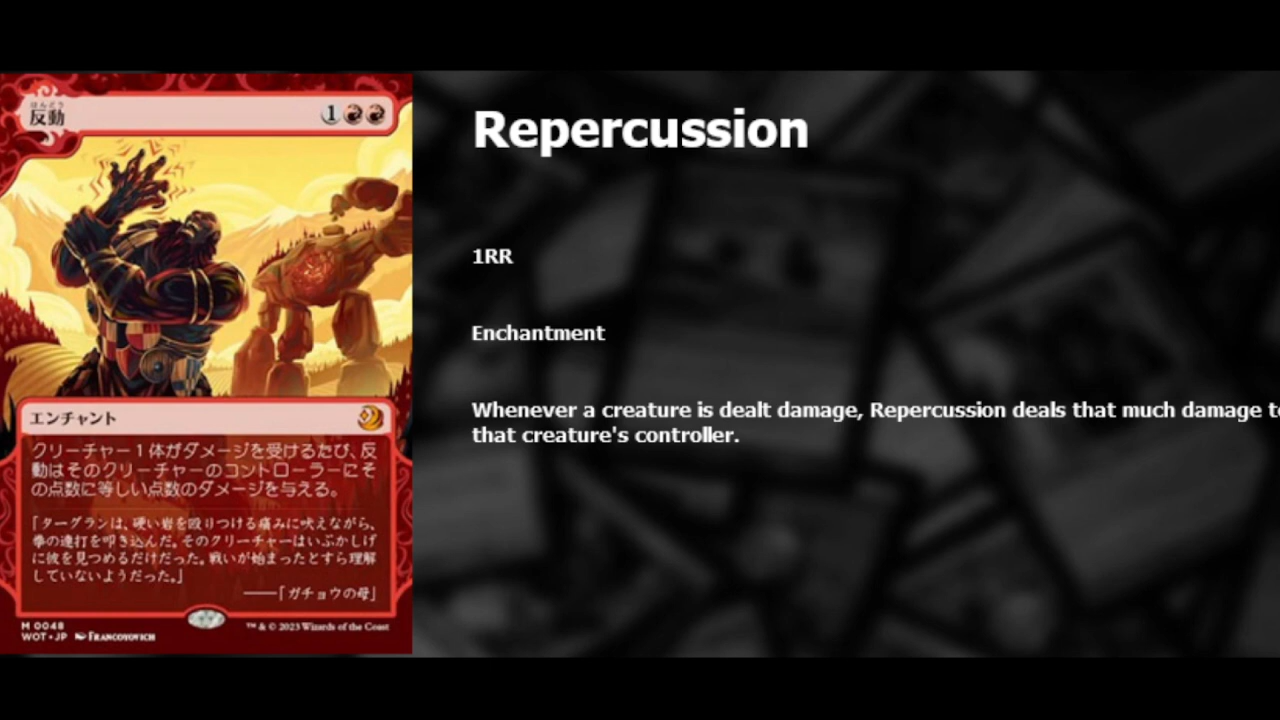 はんどう
反動
1
エンチャント
クリーチャー1体がダメージを受けるたび、反
動はそのクリーチャーのコントローラーにそ
の点数に等しい点数のダメージを与える。
「ターグランは、硬い岩を殴りつける痛みに吠えながら、
拳の連打を叩き込んだ。そのクリーチャーはいぶかしげ
に彼を見つめるだけだった。戦いが始まったとすら理解
していないようだった。」
――「ガチョウの母」
M 0048
WOT • JP FRANCOYOVICH
™ & © 2023 Wizards of the Coast
Repercussion
1RR
Enchantment
Whenever a creature is dealt damage, Repercussion deals that much damage to
that creature's controller.